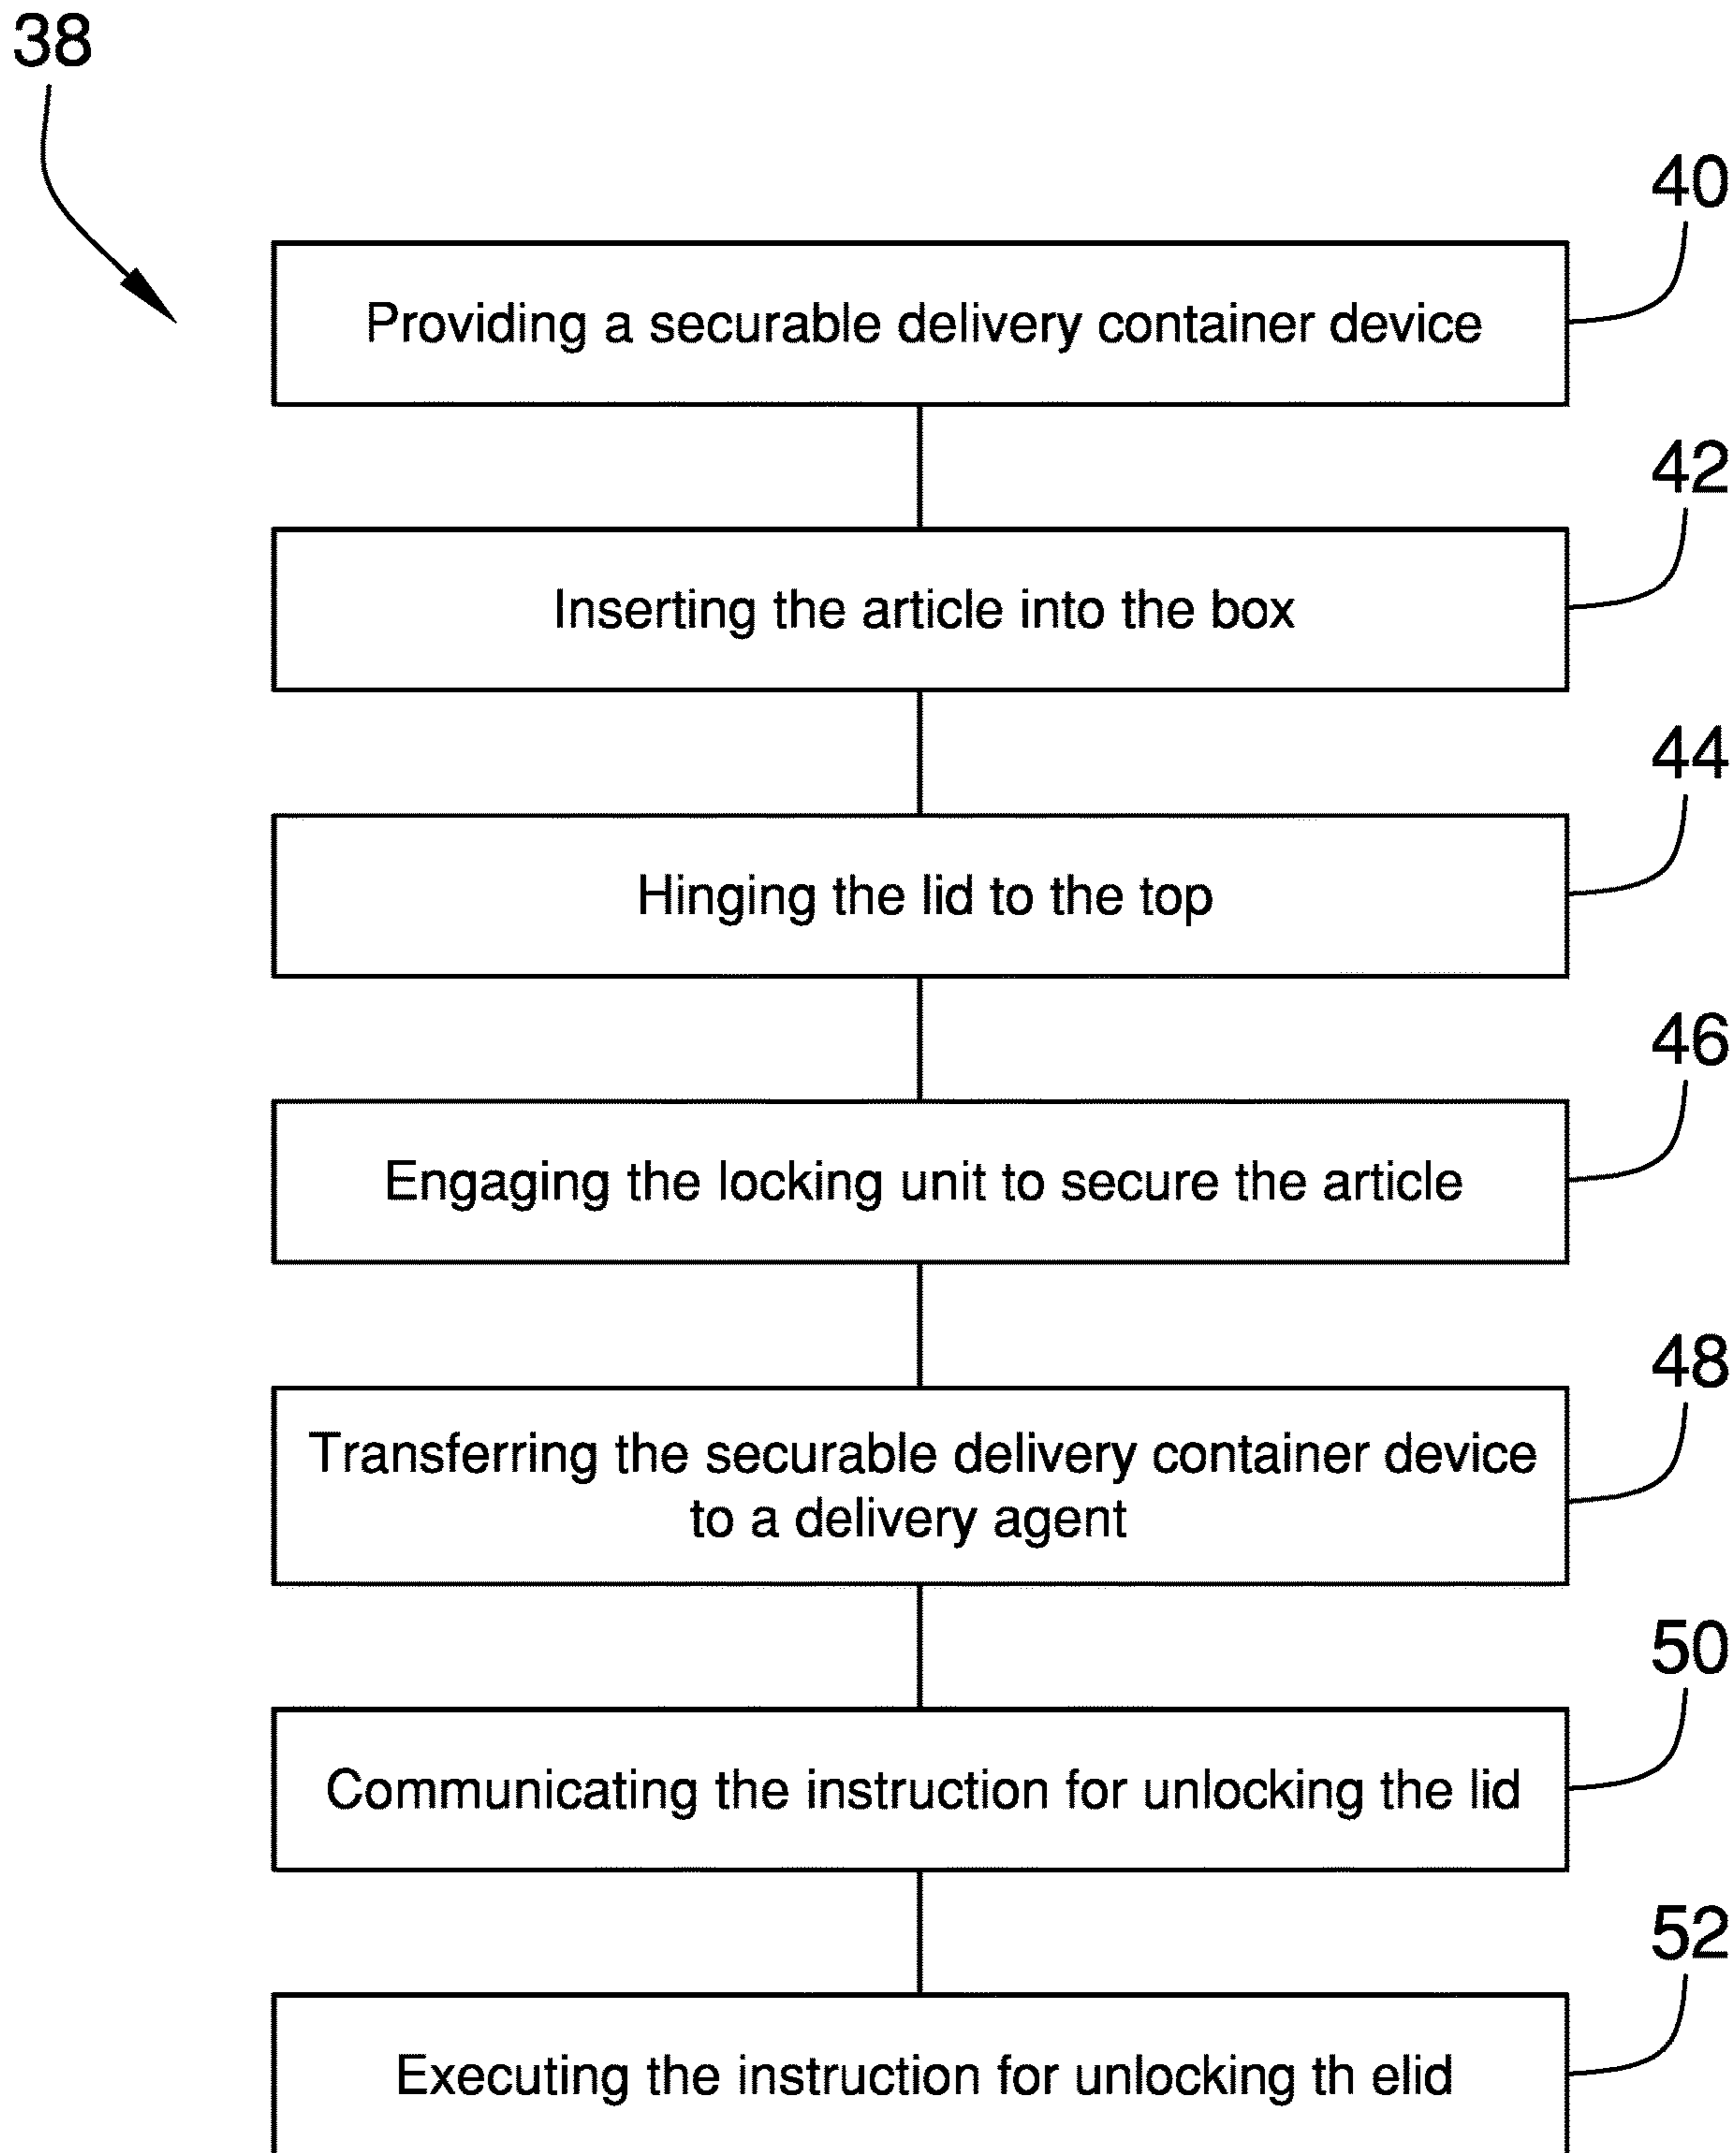 38
40
Providing a securable delivery container device
42
Inserting the article into the box
44
Hinging the lid to the top
46
Engaging the locking unit to secure the article
48
Transferring the securable delivery container device
to a delivery agent
50
Communicating the instruction for unlocking the lid
52
Executing the instruction for unlocking th elid